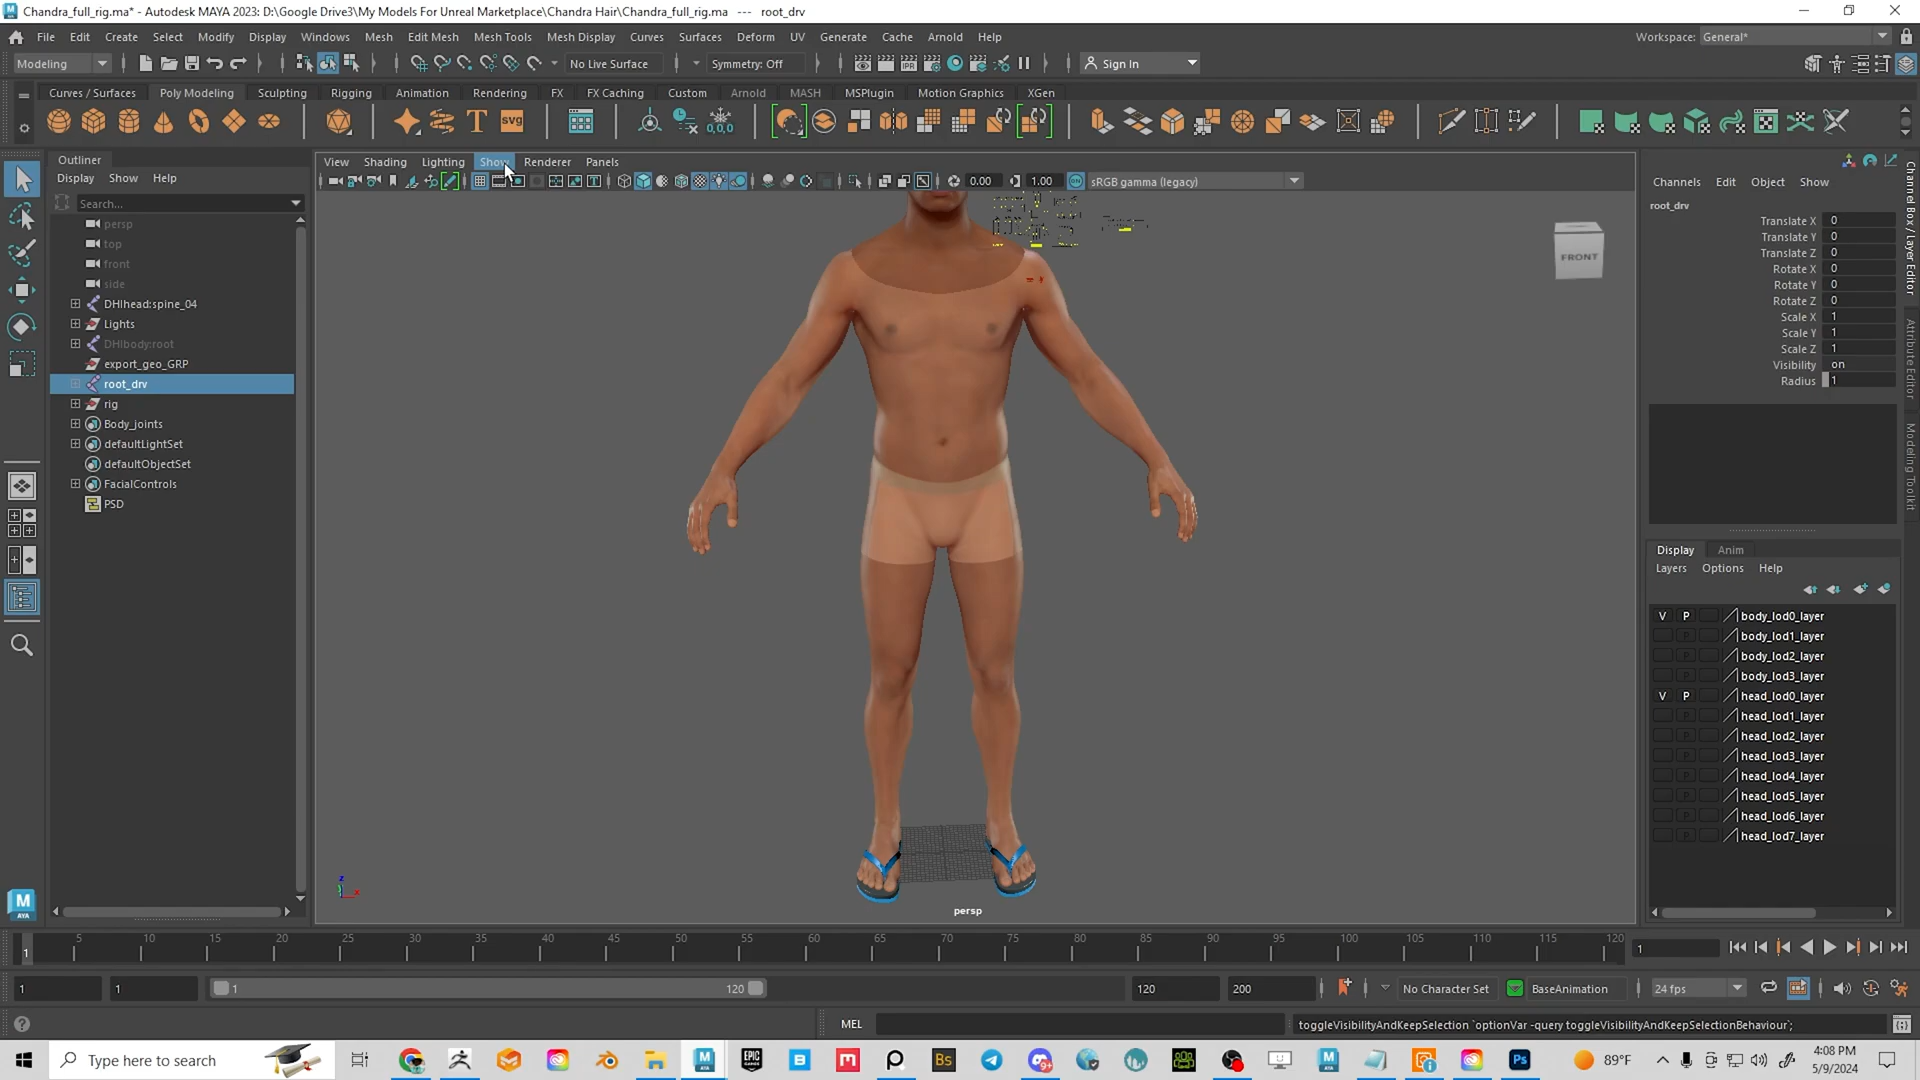 Chandra_full_rig.ma* - Autodesk MAYA 2023: D:\Google Drive3\My Models For Unreal Marketplace\Chandra Hair\Chandra_full_rig.ma --- root_drv
File Edit Create Select Modify Display Windows Mesh Edit Mesh Mesh Tools Mesh Display Curves Surfaces Deform UV Generate Cache Arnold Help
Workspace: General*
Modeling No Live Surface Symmetry: Off Sign In
Curves / Surfaces Poly Modeling Sculpting Rigging Animation Rendering FX FX Caching Custom Arnold MASH MSPlugin Motion Graphics XGen
Outliner
Display Show Help
Search...
persp
top
front
side
DHIhead:spine_04
Lights
DHIbody:root
export_geo_GRP
root_drv
rig
Body_joints
defaultLightSet
defaultObjectSet
FacialControls
PSD
View Shading Lighting Show Renderer Panels
0.00 1.00 sRGB gamma (legacy)
FRONT
persp
Channels Edit Object Show
root_drv
Translate X 0
Translate Y 0
Translate Z 0
Rotate X 0
Rotate Y 0
Rotate Z 0
Scale X 1
Scale Y 1
Scale Z 1
Visibility on
Radius 1
Channel Box / Layer Editor
Attribute Editor
Modeling Toolkit
Display Anim
Layers Options Help
V P body_lod0_layer
P body_lod1_layer
P body_lod2_layer
P body_lod3_layer
V P head_lod0_layer
P head_lod1_layer
P head_lod2_layer
P head_lod3_layer
P head_lod4_layer
P head_lod5_layer
P head_lod6_layer
P head_lod7_layer
1 5 10 15 20 25 30 35 40 45 50 55 60 65 70 75 80 85 90 95 100 105 110 115 120 1
1 1 1 120 120 200 No Character Set BaseAnimation 24 fps
MEL toggleVisibilityAndKeepSelection `optionVar -query toggleVisibilityAndKeepSelectionBehaviour`;
Type here to search
89°F
4:08 PM
5/9/2024